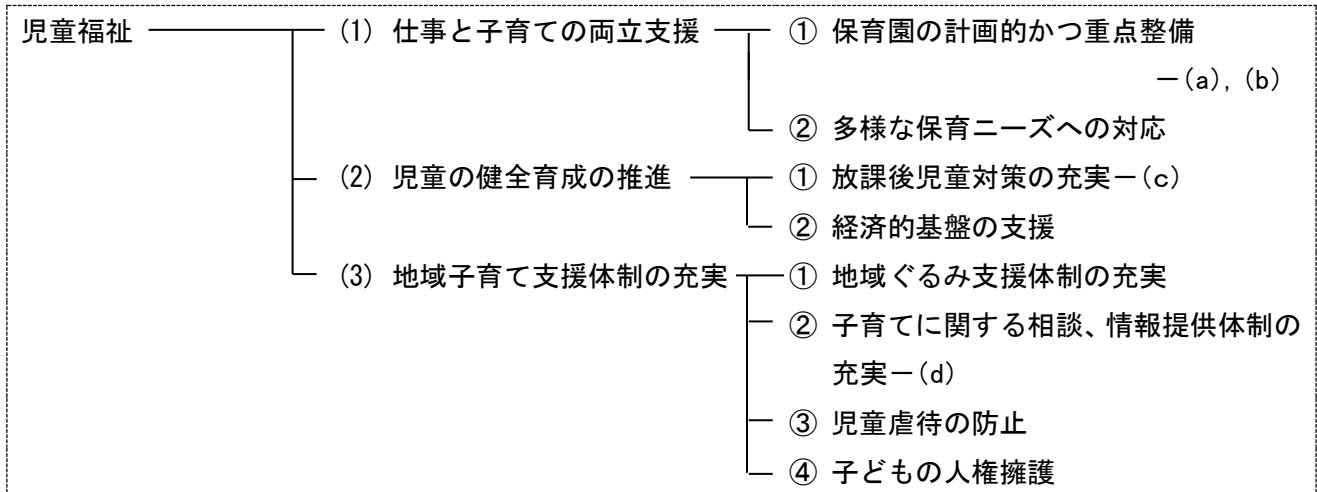 児童福祉 (1) 仕事と子育ての両立支援 ① 保育園の計画的かつ重点整備
－(a), (b)
② 多様な保育ニーズへの対応
(2) 児童の健全育成の推進 ① 放課後児童対策の充実－(c)
② 経済的基盤の支援
(3) 地域子育て支援体制の充実 ① 地域ぐるみ支援体制の充実
② 子育てに関する相談、情報提供体制の
充実－(d)
③ 児童虐待の防止
④ 子どもの人権擁護